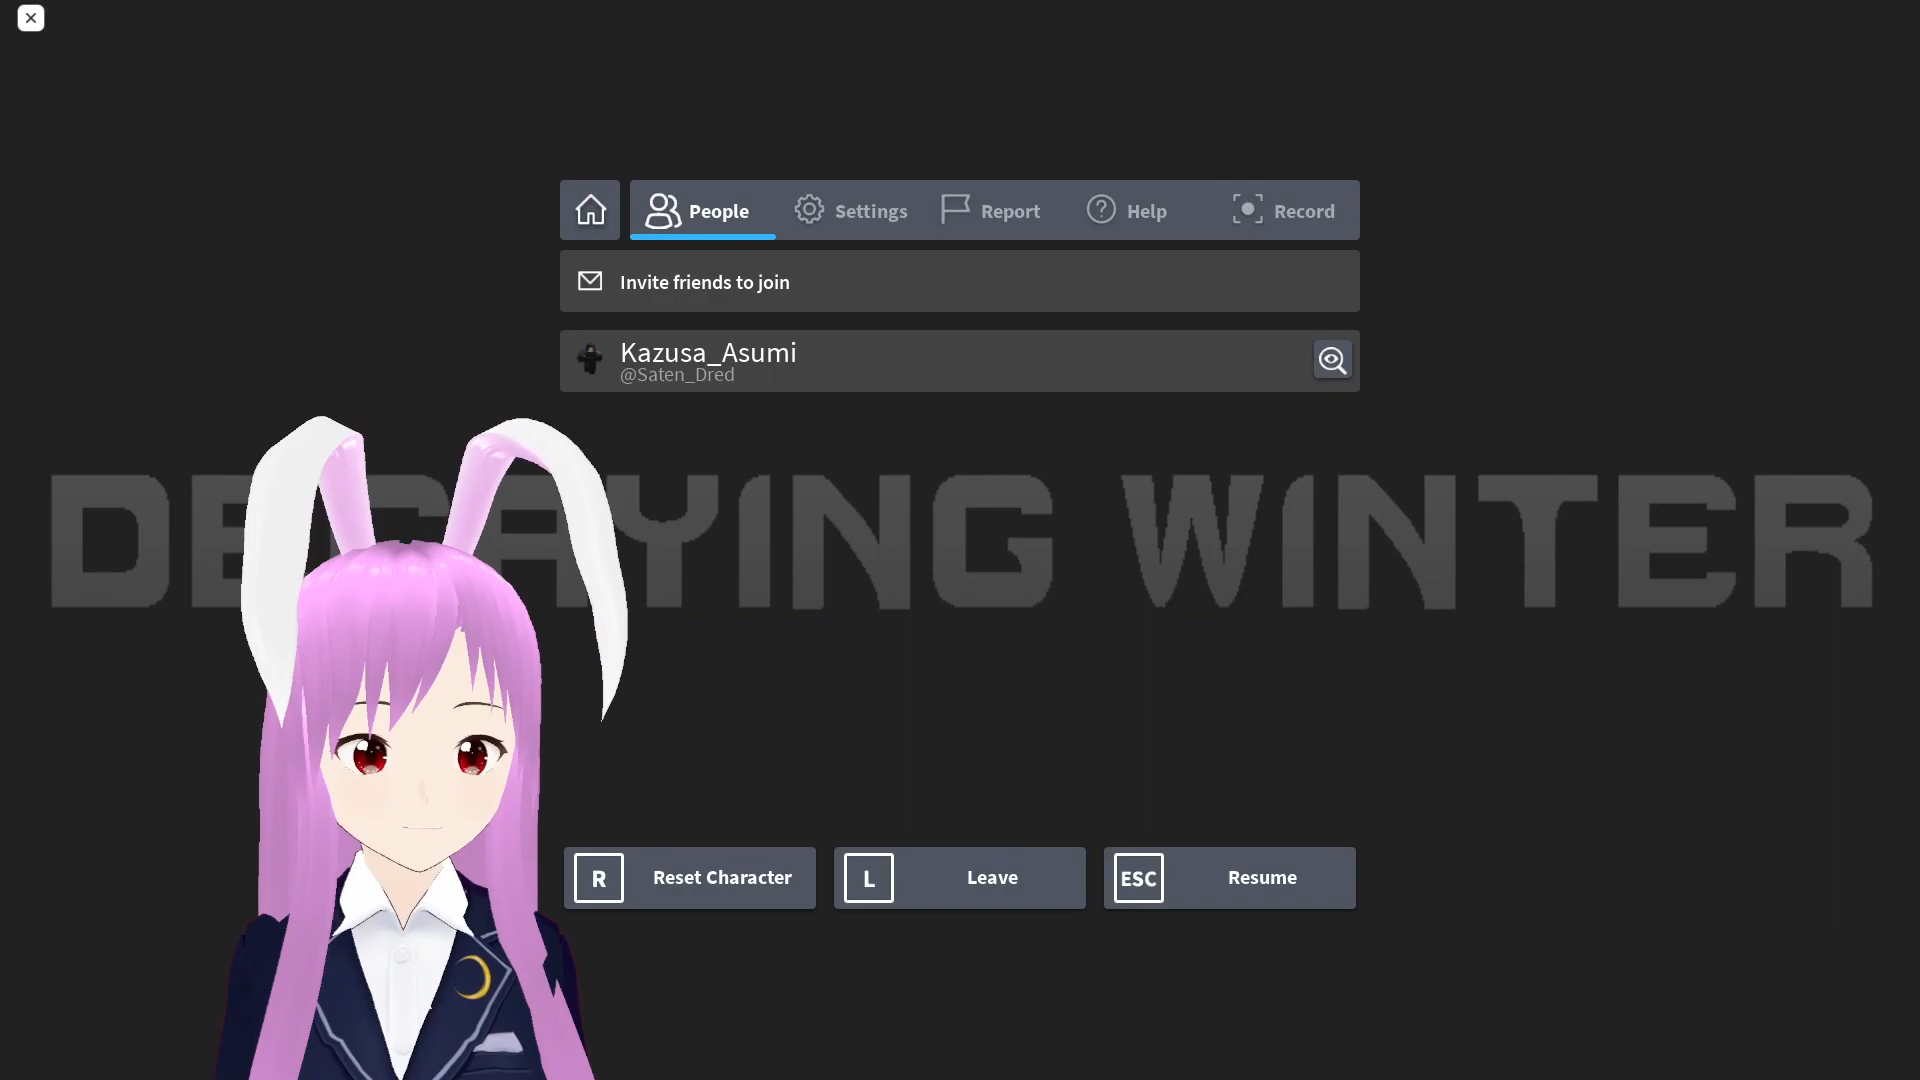 People
Settings
Report
Help
Record
Invite friends to join
Kazusa_Asumi
@Saten_Dred
DECAYING WINTER
R
Reset Character
L
Leave
ESC
Resume